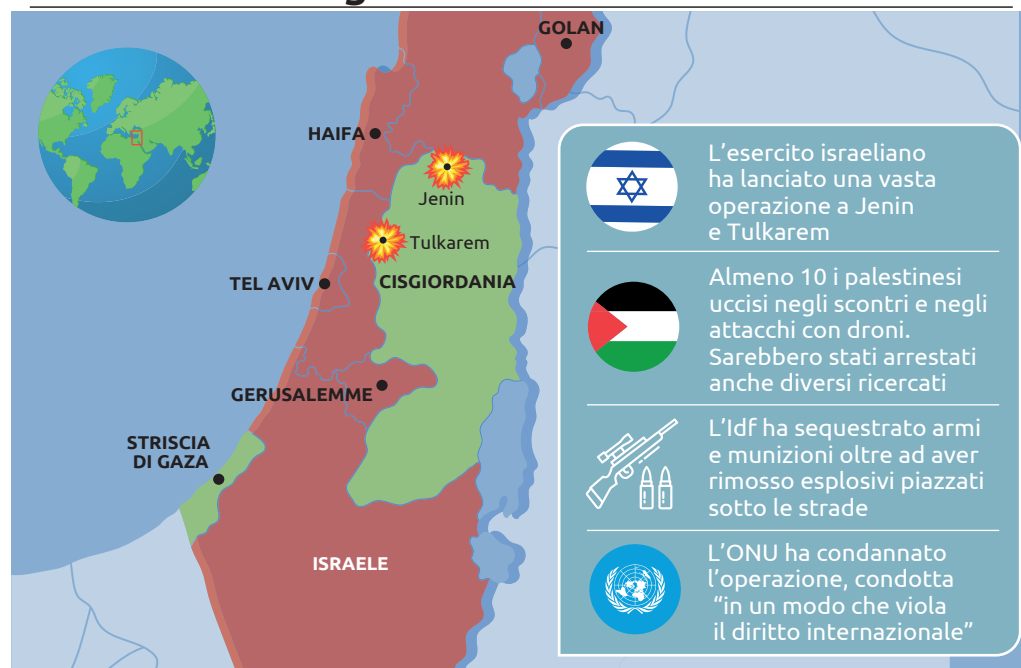 GOLAN
HAIFA
Jenin
Tulkarem
TEL AVIV
CISGIORDANIA
GERUSALEMME
STRISCIA
DI GAZA
ISRAELE
L'esercito israeliano
ha lanciato una vasta
operazione a Jenin
e Tulkarem
Almeno 10 i palestinesi
uccisi negli scontri e negli
attacchi con droni.
Sarebbero stati arrestati
anche diversi ricercati
L'Idf ha sequestrato armi
e munizioni oltre ad aver
rimosso esplosivi piazzati
sotto le strade
L'ONU ha condannato
l'operazione, condotta
“in un modo che viola
il diritto internazionale”